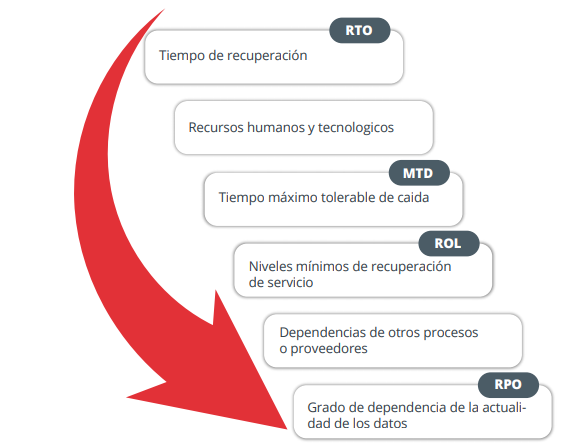 RTO
Tiempo de recuperación
Recursos humanos y tecnologicos
MTD
Tiempo máximo tolerable de caida
ROL
Niveles mínimos de recuperación
de servicio
Dependencias de otros procesos
o proveedores
RPO
Grado de dependencia de la actuali-
dad de los datos